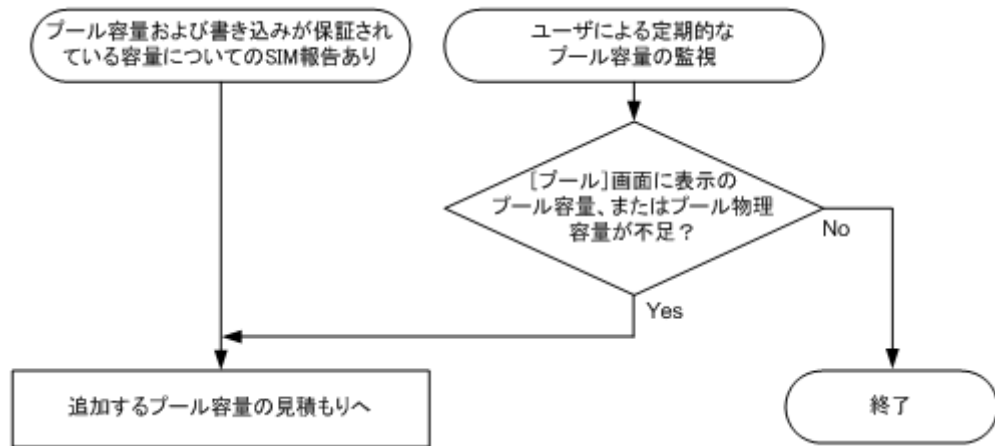 プール容量および書き込みが保証され
ている容量についてのSIM報告あり
ユーザによる定期的な
プール容量の監視
[プール]画面に表示の
プール容量、またはプール物理
容量が不足？
No
Yes
追加するプール容量の見積もりへ
終了